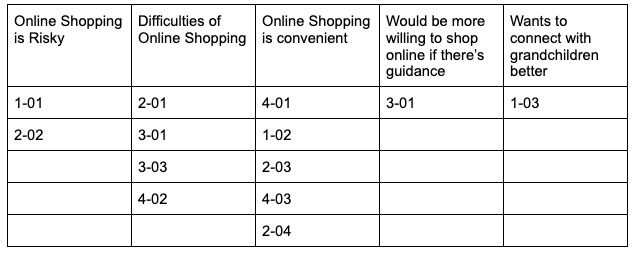 Online Shopping is Risky
Difficulties of Online Shopping
Online Shopping is convenient
Would be more willing to shop online if there's guidance
Wants to connect with grandchildren better
1-01 2-01 4-01 3-01 1-03
2-02 3-01 1-02
3-03 2-03
4-02 4-03
2-04